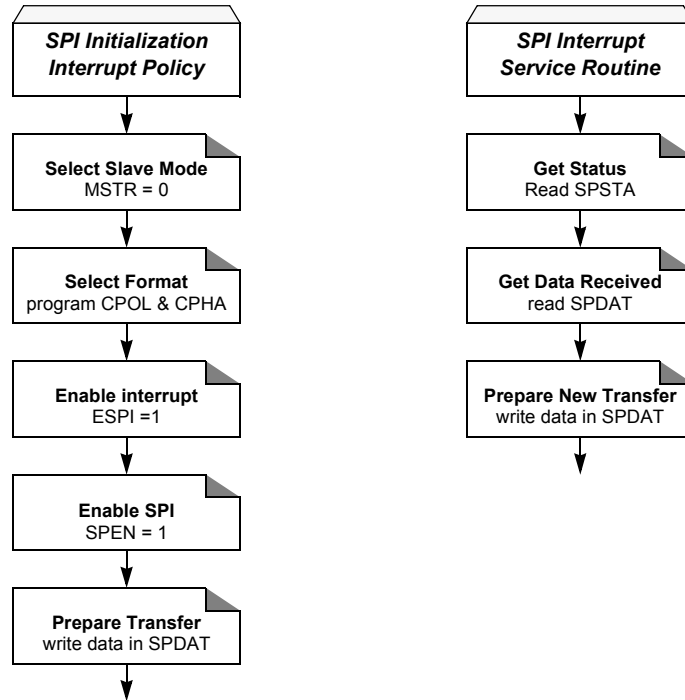 SPI Initialization
Interrupt Policy
Select Slave Mode
MSTR = 0
Select Format
program CPOL & CPHA
Enable interrupt
ESPI =1
Enable SPI
SPEN = 1
Prepare Transfer
write data in SPDAT
SPI Interrupt
Service Routine
Get Status
Read SPSTA
Get Data Received
read SPDAT
Prepare New Transfer
write data in SPDAT